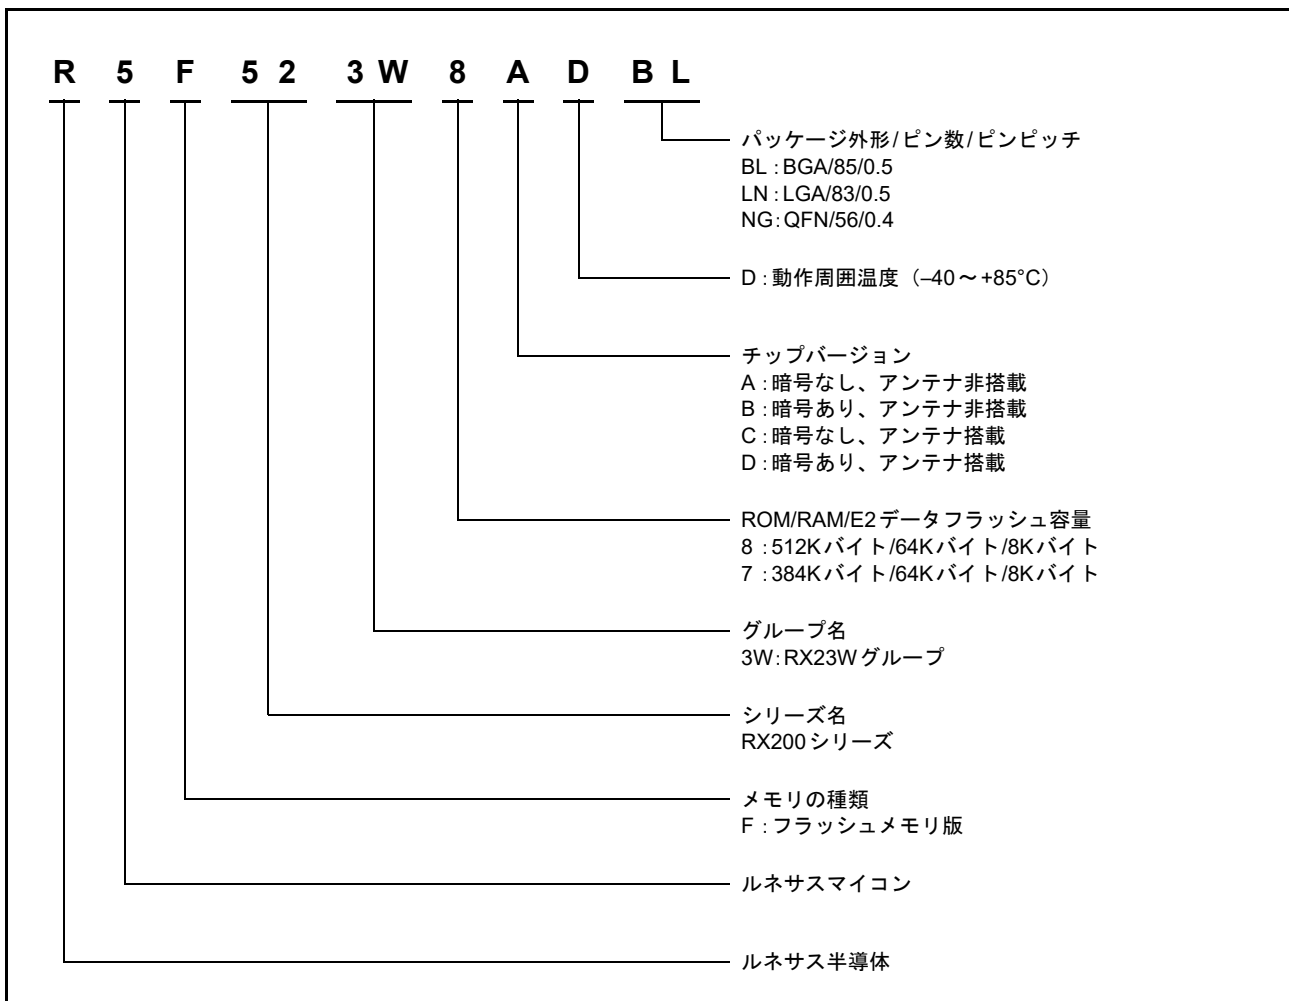 R 5 F 5 2 3 W 8 A D B L
パッケージ外形/ピン数/ピンピッチ
BL:BGA/85/0.5
LN:LGA/83/0.5
NG:QFN/56/0.4
D:動作周囲温度（–40～+85°C）
チップバージョン
A:暗号なし、アンテナ非搭載
B:暗号あり、アンテナ非搭載
C:暗号なし、アンテナ搭載
D:暗号あり、アンテナ搭載
ROM/RAM/E2データフラッシュ容量
8:512Kバイト/64Kバイト/8Kバイト
7:384Kバイト/64Kバイト/8Kバイト
グループ名
3W:RX23Wグループ
シリーズ名
RX200シリーズ
メモリの種類
F:フラッシュメモリ版
ルネサスマイコン
ルネサス半導体